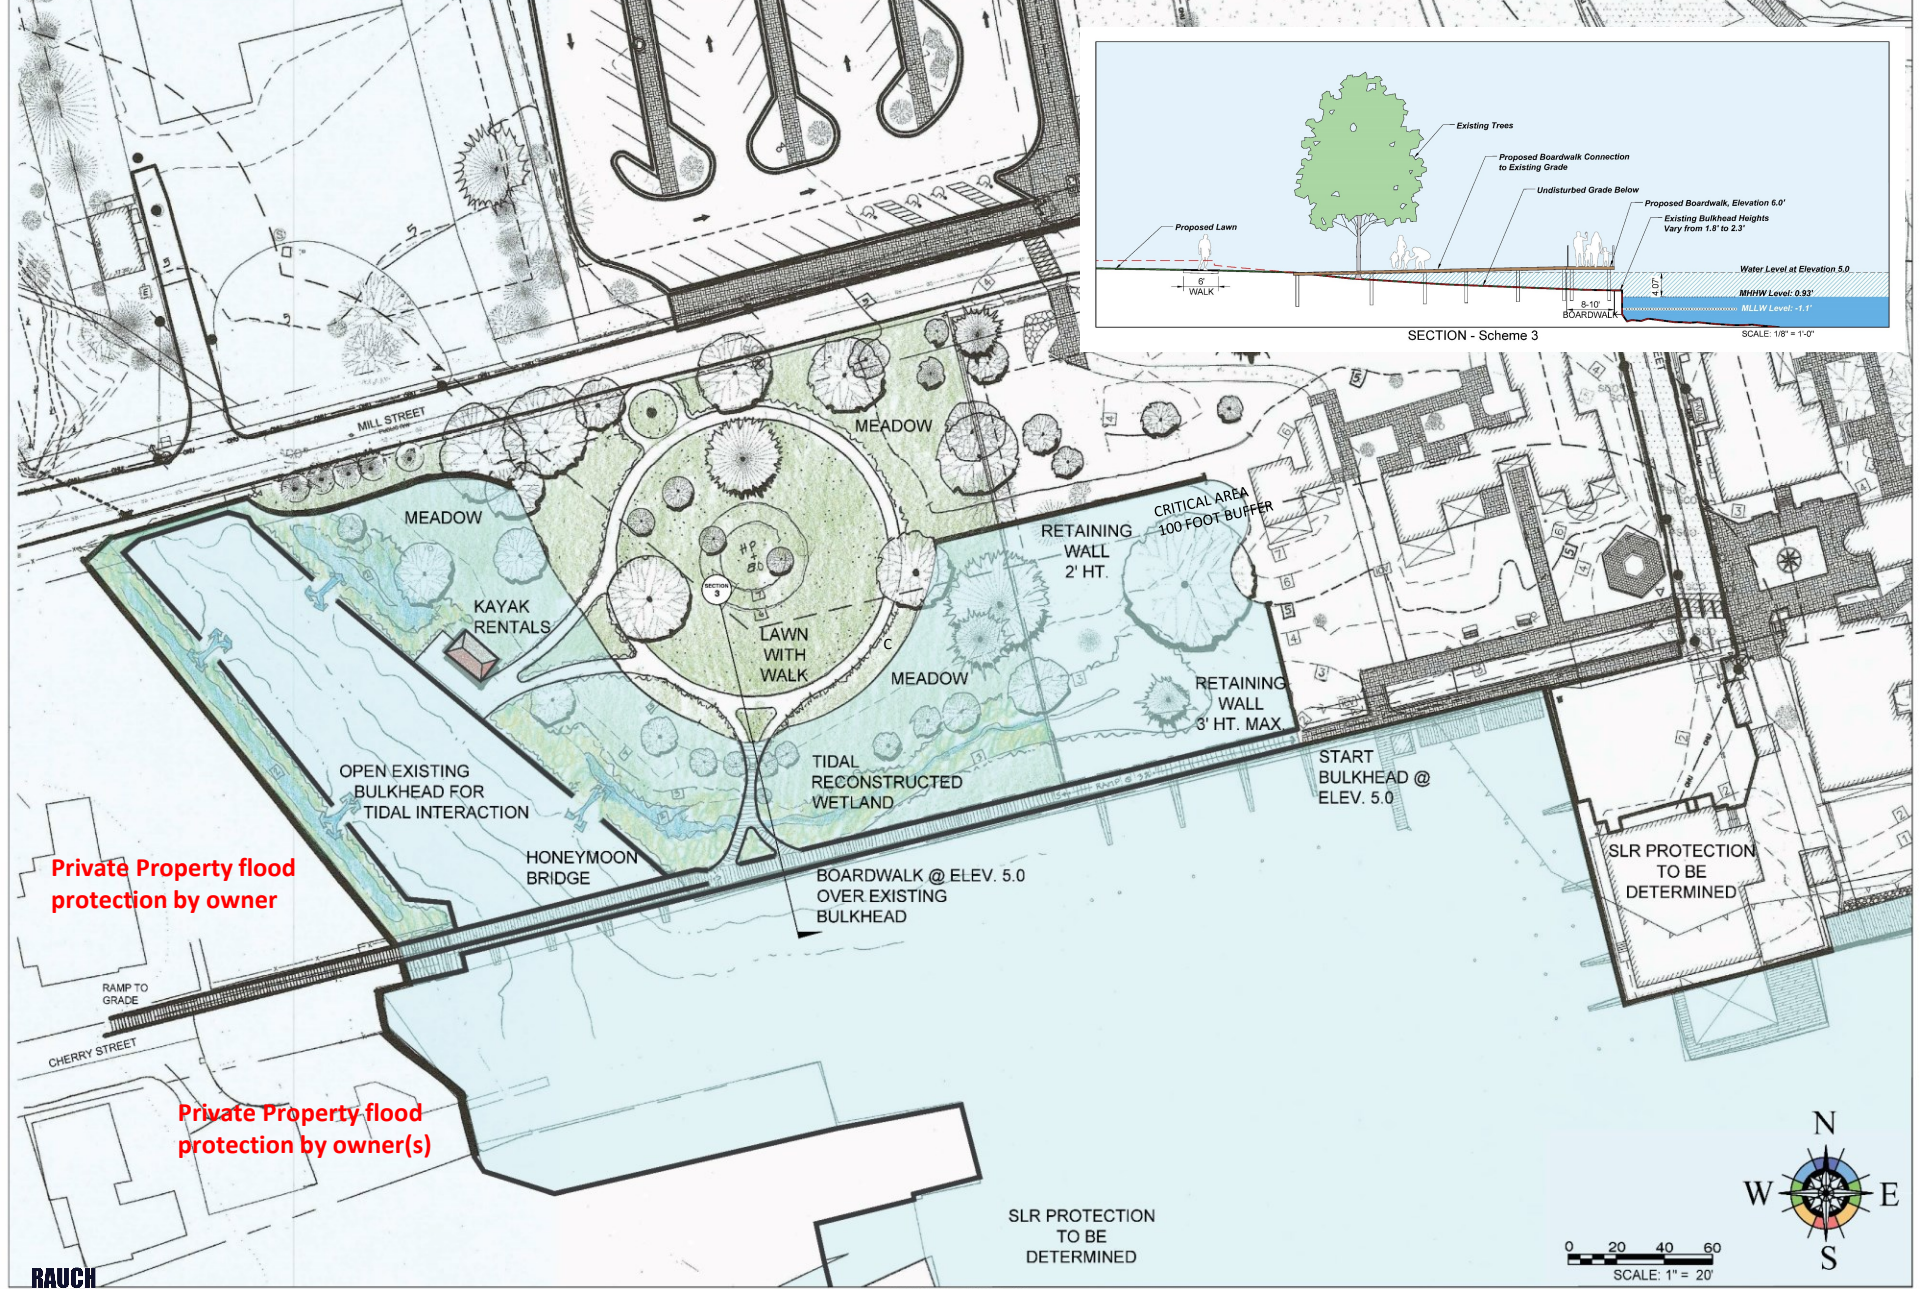 Existing Trees
Proposed Boardwalk Connection
to Existing Grade
Undisturbed Grade Below
Proposed Boardwalk, Elevation 6.0'
Existing Bulkhead Heights
Vary from 1.8' to 2.3'
Proposed Lawn
6'
WALK
Water Level at Elevation 5.0
4.07'
MHHW Level: 0.93'
MLLW Level: -1.1'
8-10'
BOARDWALK
SECTION - Scheme 3
SCALE: 1/8" = 1'-0"
MILL STREET
MEADOW
MEADOW
CRITICAL AREA
100 FOOT BUFFER
RETAINING
WALL
2' HT.
KAYAK
RENTALS
SECTION
3
LAWN
WITH
WALK
C
MEADOW
RETAINING
WALL
3' HT. MAX.
OPEN EXISTING
BULKHEAD FOR
TIDAL INTERACTION
TIDAL
RECONSTRUCTED
WETLAND
START
BULKHEAD @
ELEV. 5.0
HONEYMOON
BRIDGE
BOARDWALK @ ELEV. 5.0
OVER EXISTING
BULKHEAD
SLR PROTECTION
TO BE
DETERMINED
Private Property flood
protection by owner
RAMP TO
GRADE
CHERRY STREET
Private Property flood
protection by owner(s)
SLR PROTECTION
TO BE
DETERMINED
N
W
E
S
0 20 40 60
SCALE: 1" = 20'
RAUCH